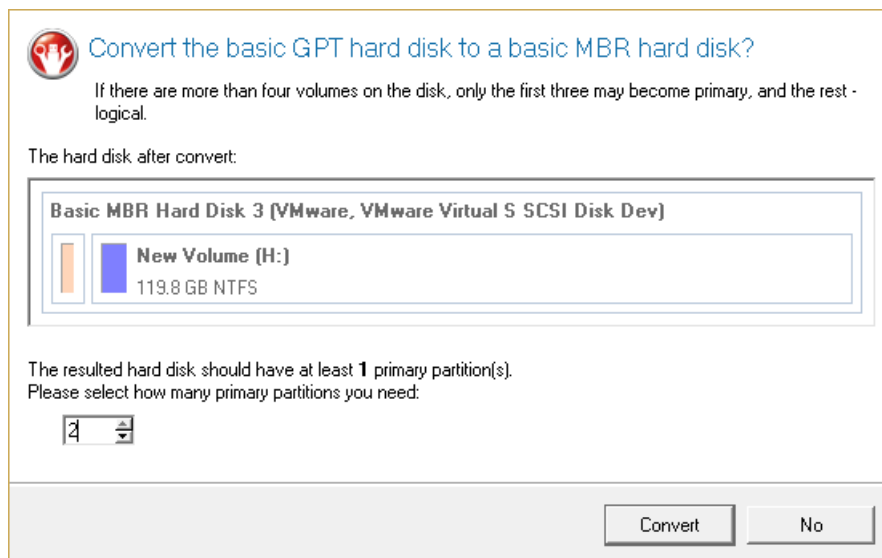 Convert the basic GPT hard disk to a basic MBR hard disk?
If there are more than four volumes on the disk, only the first three may become primary, and the rest -
logical.
The hard disk after convert:
Basic MBR Hard Disk 3 (VMware, VMware Virtual S SCSI Disk Dev)
New Volume (H:)
119.8 GB NTFS
The resulted hard disk should have at least 1 primary partition(s).
Please select how many primary partitions you need:
2
Convert No